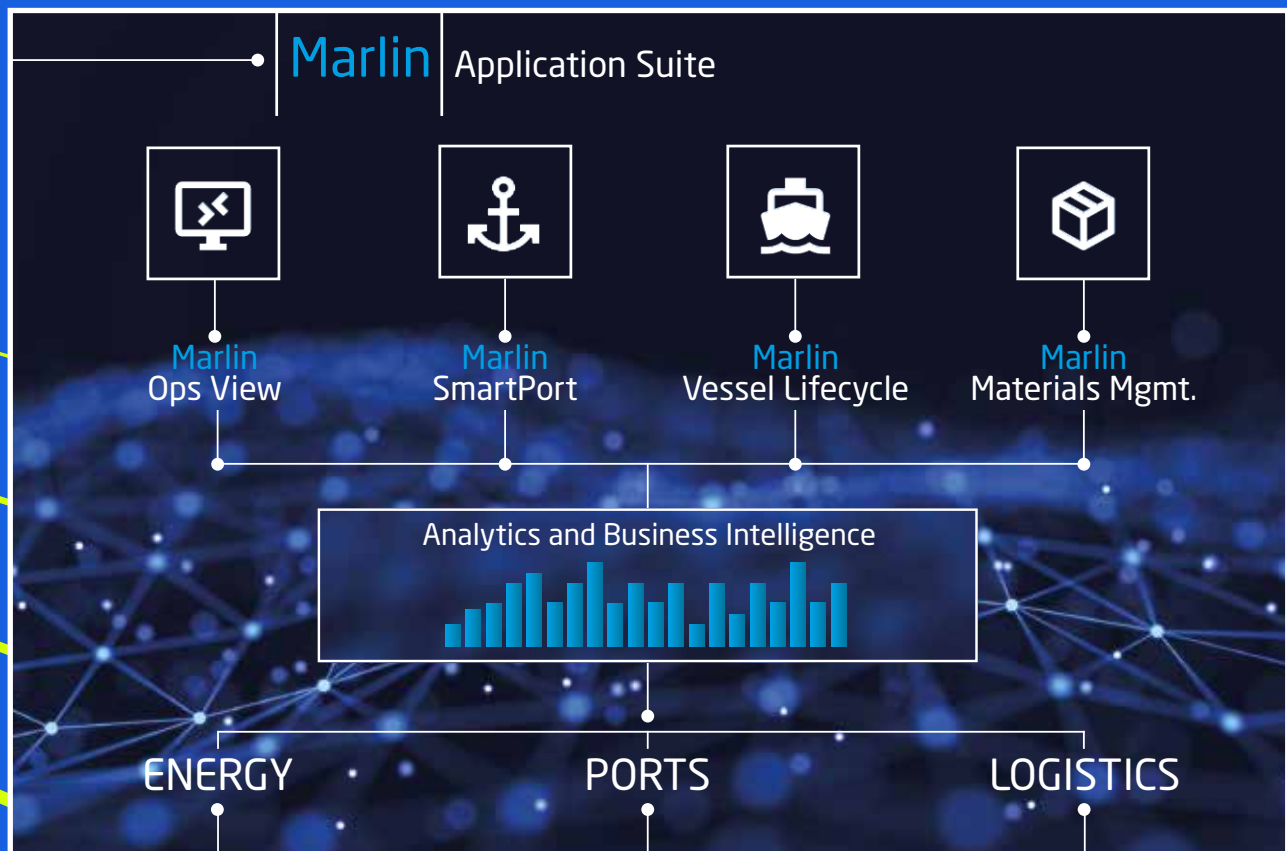 Marlin Application Suite
Marlin
Ops View
Marlin
SmartPort
Marlin
Vessel Lifecycle
Marlin
Materials Mgmt.
Analytics and Business Intelligence
ENERGY
PORTS
LOGISTICS